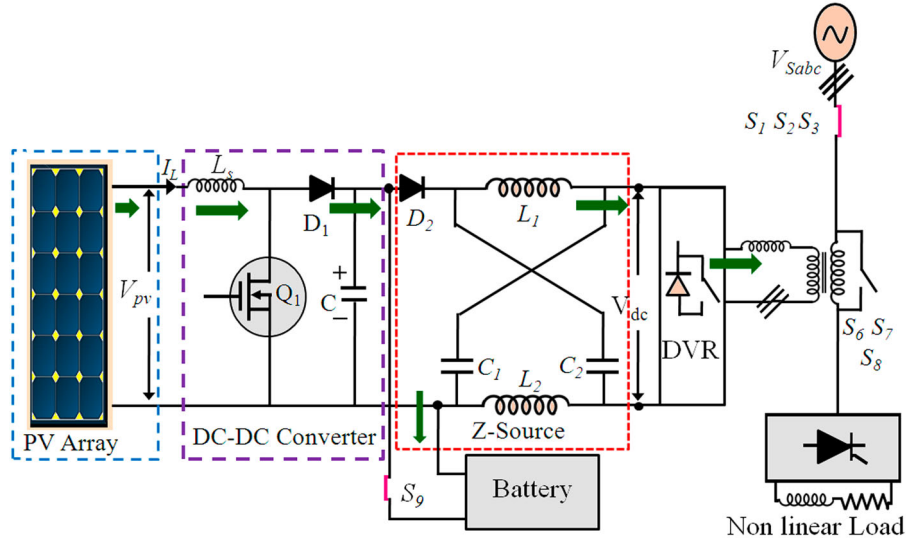 V_Sabc
S_1 S_2 S_3
I_L
L_s
D_1
D_2
L_1
V_pv
Q_1
+
C
−
V_dc
C_1
C_2
L_2
DVR
S_6 S_7
S_8
PV Array
DC-DC Converter
Z-Source
S_9
Battery
Non linear Load